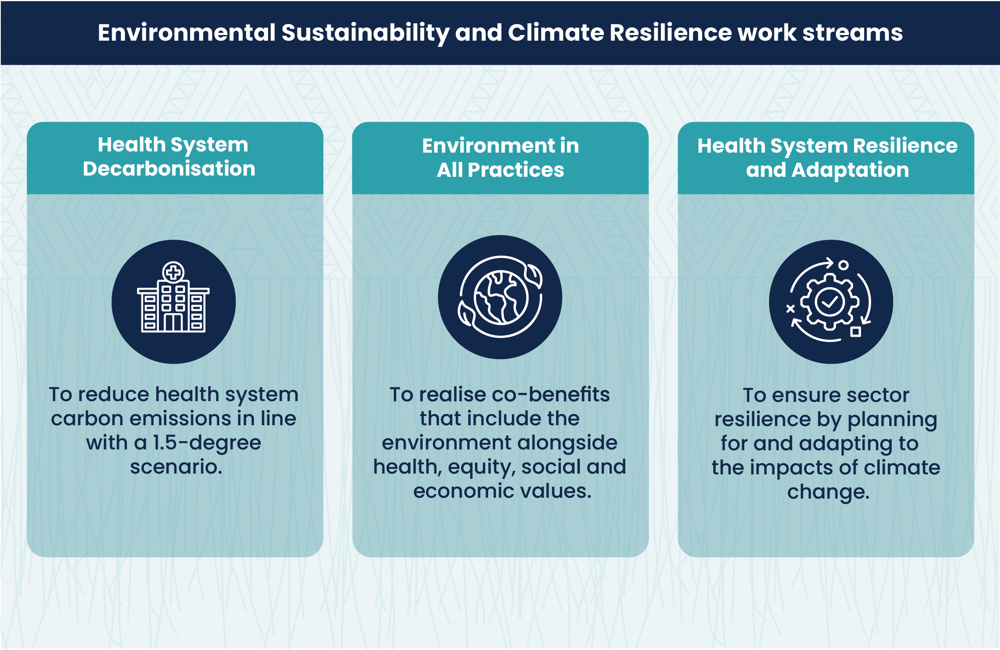 Environmental Sustainability and Climate Resilience work streams
Health System
Decarbonisation
To reduce health system
carbon emissions in line
with a 1.5-degree
scenario.
Environment in
All Practices
To realise co-benefits
that include the
environment alongside
health, equity, social and
economic values.
Health System Resilience
and Adaptation
To ensure sector
resilience by planning
for and adapting to
the impacts of climate
change.